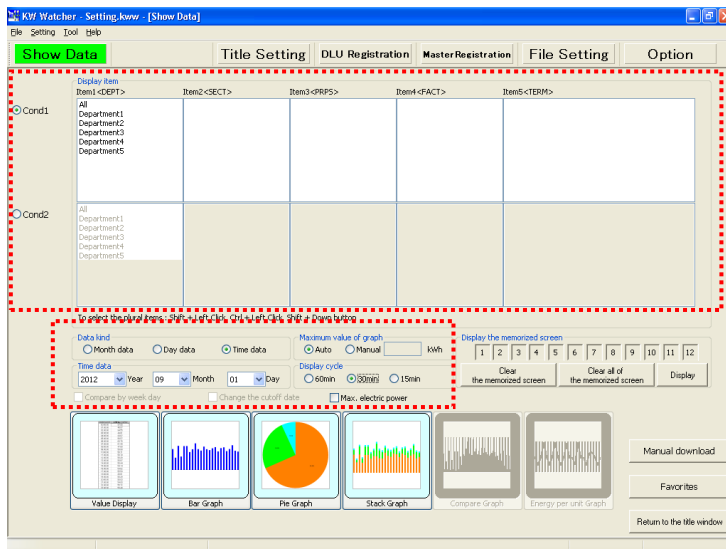 KW Watcher - Setting.kww - [Show Data]
File Setting Tool Help
Show Data Title Setting DLU Registration Master Registration File Setting Option
Display item
Item1<DEPT> Item2<SECT> Item3<PRPS> Item4<FACT> Item5<TERM>
Cond1
All
Department1
Department2
Department3
Department4
Department5
Cond2
All
Department1
Department2
Department3
Department4
Department5
To select the plural items : Shift + Left Click, Ctrl + Left Click, Shift + Down button
Data kind
Month data Day data Time data
Maximum value of graph
Auto Manual kWh
Time data
2012 Year 09 Month 01 Day
Display cycle
60min 30min 15min
Compare by week day Change the cutoff date Max. electric power
Display the memorized screen
1 2 3 4 5 6 7 8 9 10 11 12
Clear
the memorized screen
Clear all of
the memorized screen
Display
Value Display Bar Graph Pie Graph Stack Graph Compare Graph Energy per unit Graph
Manual download
Favorites
Return to the title window